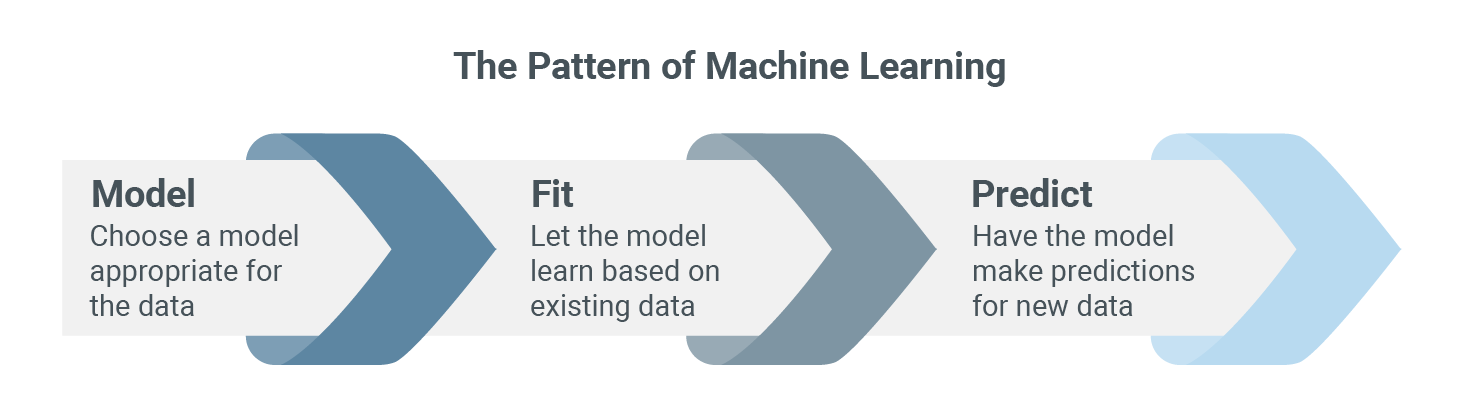 The Pattern of Machine Learning
Model
Choose a model
appropriate for
the data
Fit
Let the model
learn based on
existing data
Predict
Have the model
make predictions
for new data